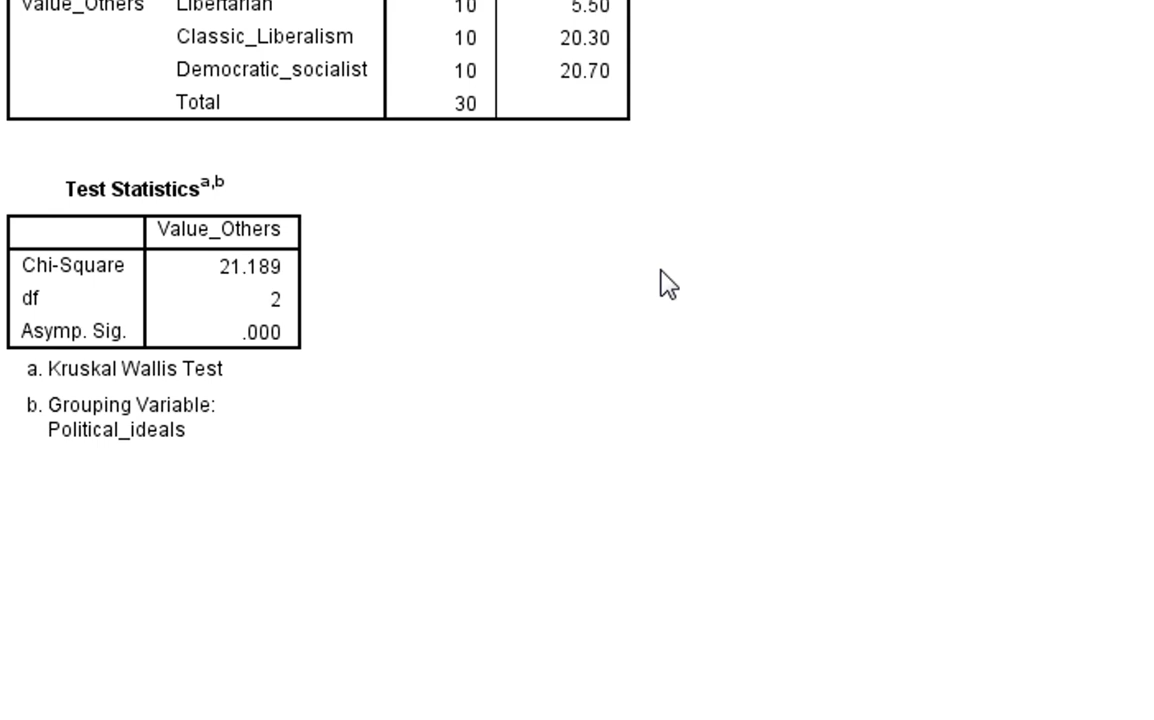 Value_Others Libertarian 10 5.50
Classic_Liberalism 10 20.30
Democratic_socialist 10 20.70
Total 30
Test Statistics a,b
Value_Others
Chi-Square 21.189
df 2
Asymp. Sig. .000
a. Kruskal Wallis Test
b. Grouping Variable:
Political_ideals